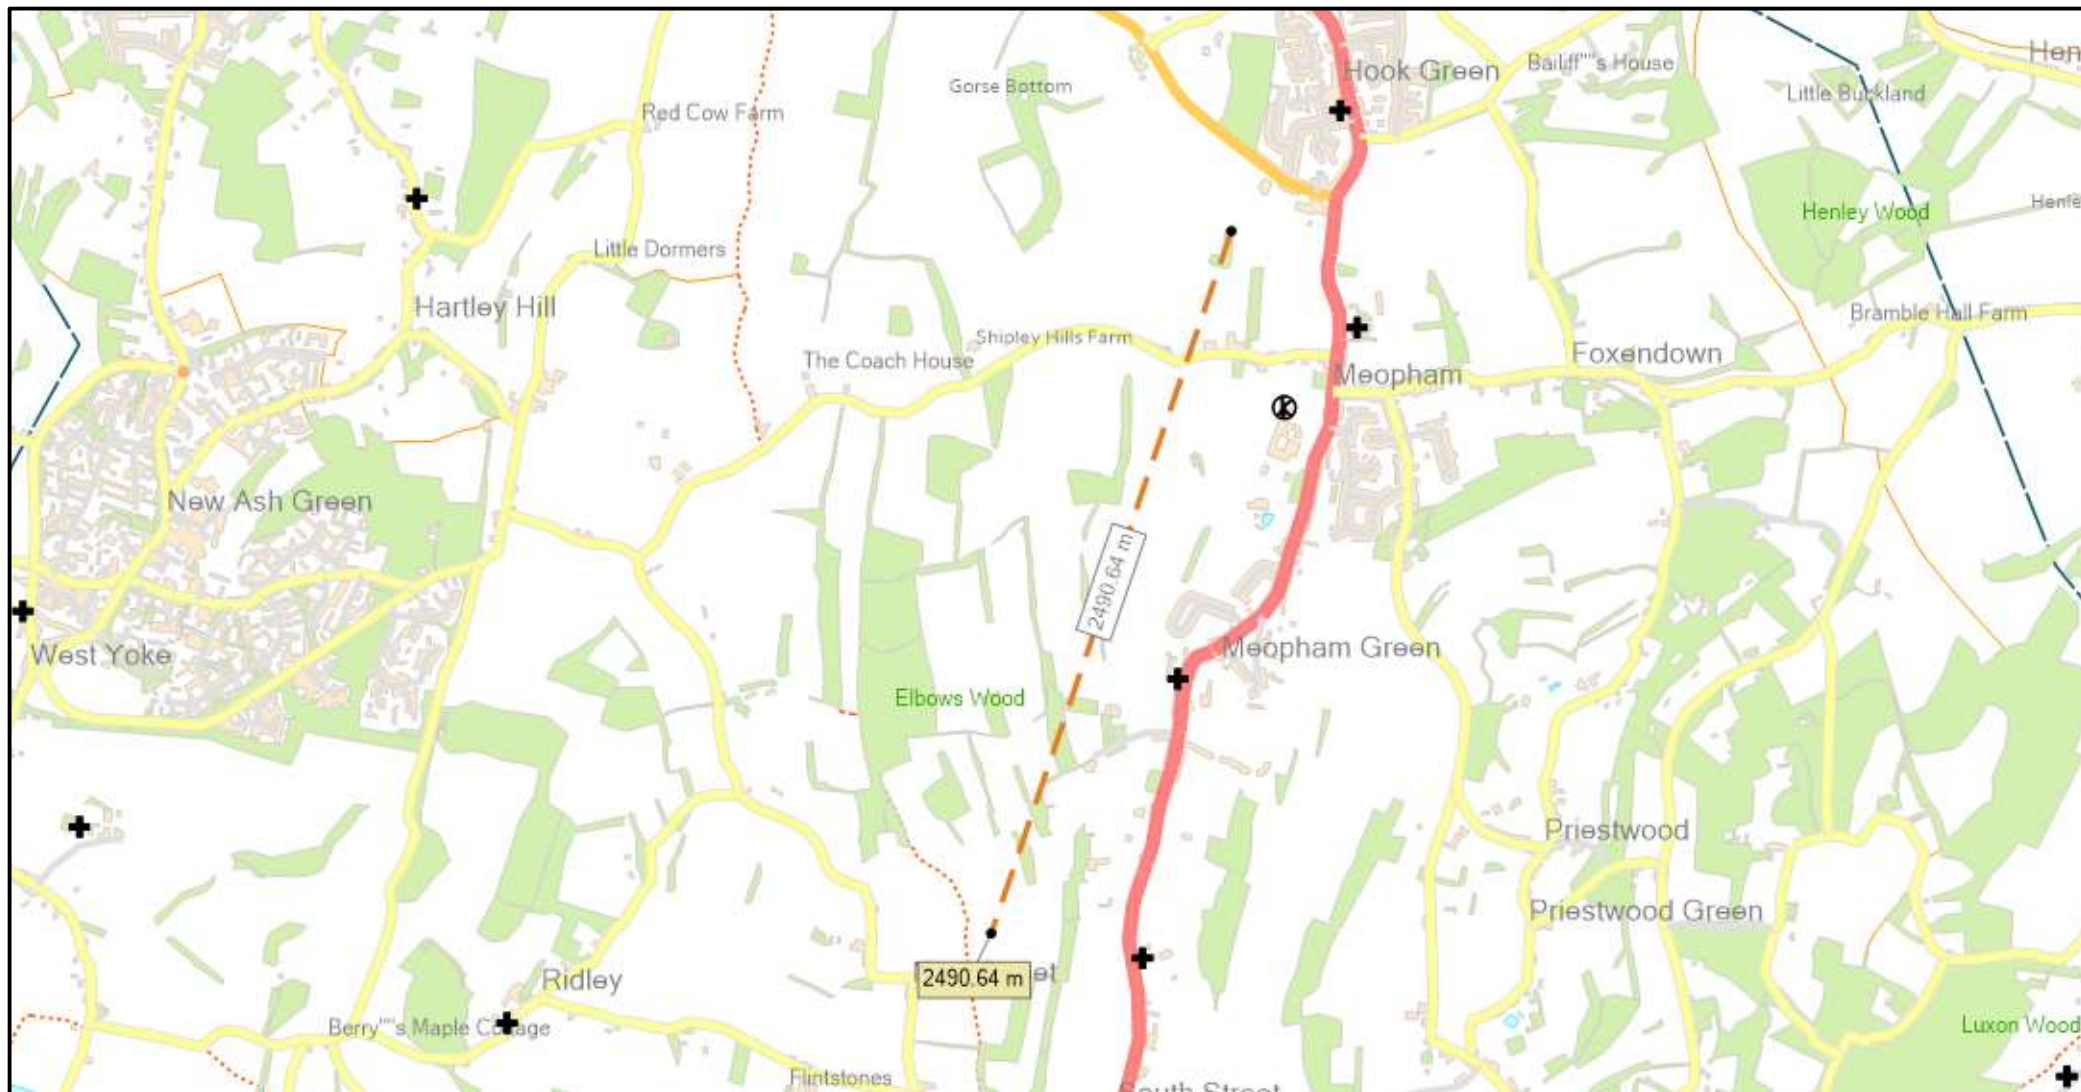 Hook Green
Bailiff""s House
Gorse Bottom
Little Buckland
Red Cow Farm
Henley Wood
Little Dormers
Hartley Hill
Bramble Hall Farm
Shipley Hills Farm
The Coach House
Foxendown
Meopham
New Ash Green
2490.64 m
Meopham Green
West Yoke
Elbows Wood
Priestwood
Priestwood Green
2490.64 m
Ridley
Luxon Wood
Berry""s Maple Cottage
Flintstones
South Street